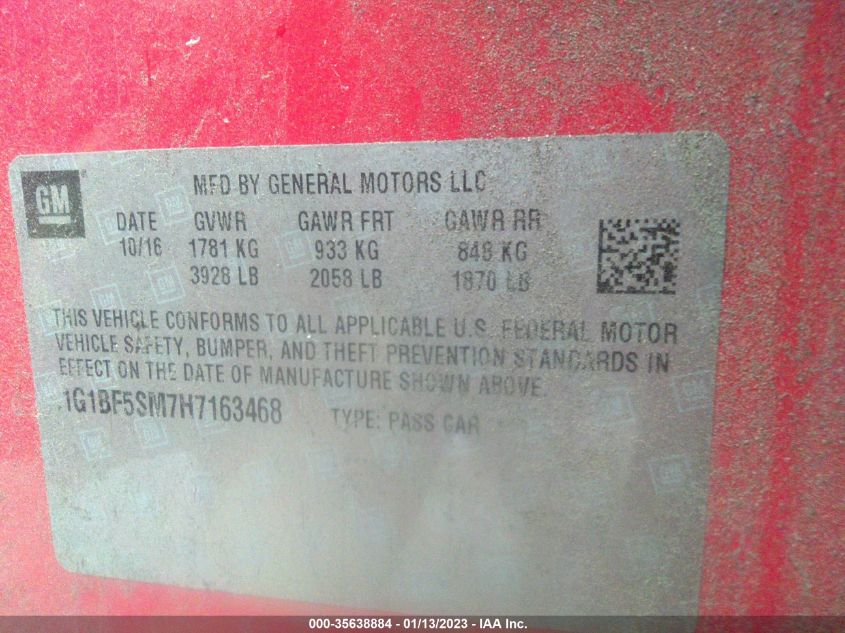 GM
MFD BY GENERAL MOTORS LLC
DATE GVWR GAWR FRT GAWR RR
10/16 1781 KG 933 KG 848 KG
3928 LB 2058 LB 1870 LB
THIS VEHICLE CONFORMS TO ALL APPLICABLE U.S. FEDERAL MOTOR
VEHICLE SAFETY, BUMPER, AND THEFT PREVENTION STANDARDS IN
EFFECT ON THE DATE OF MANUFACTURE SHOWN ABOVE.
1G1BF5SM7H7163468 TYPE: PASS CAR
000-35638884 - 01/13/2023 - IAA Inc.